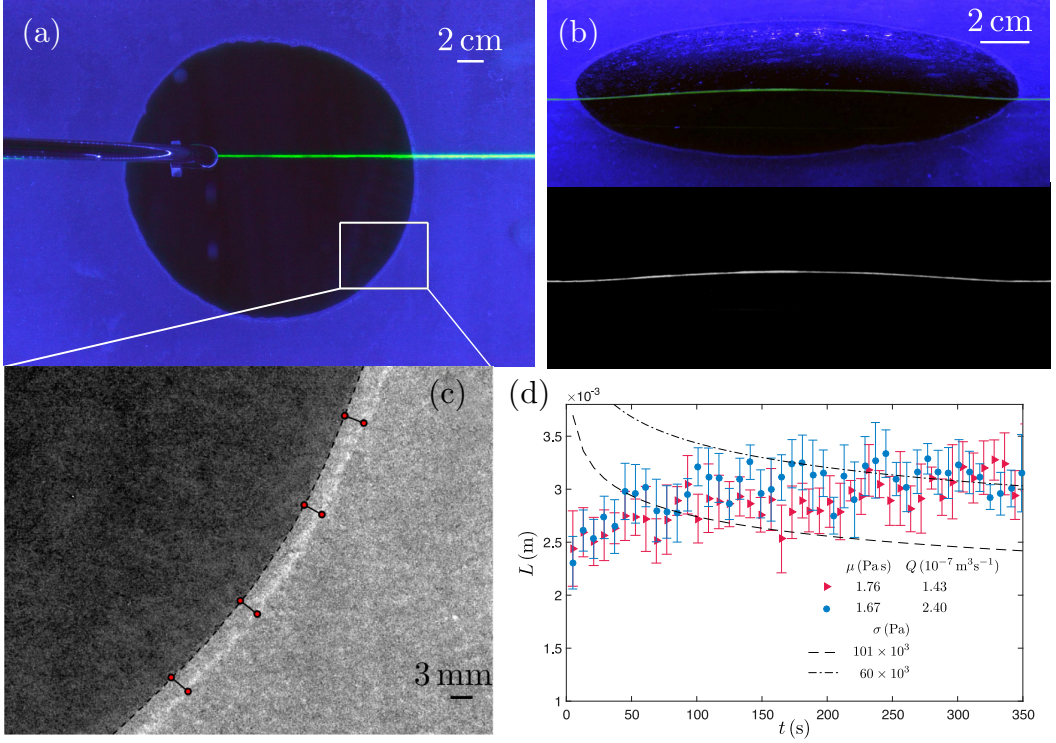 (a)
2 cm
(b)
2 cm
(c)
3 mm
(d)
×10⁻³
3.5
3
2.5
2
1.5
1
L (m)
μ (Pa s) Q (10⁻⁷ m³s⁻¹)
1.76 1.43
1.67 2.40
σ (Pa)
101 × 10³
60 × 10³
0 50 100 150 200 250 300 350
t (s)